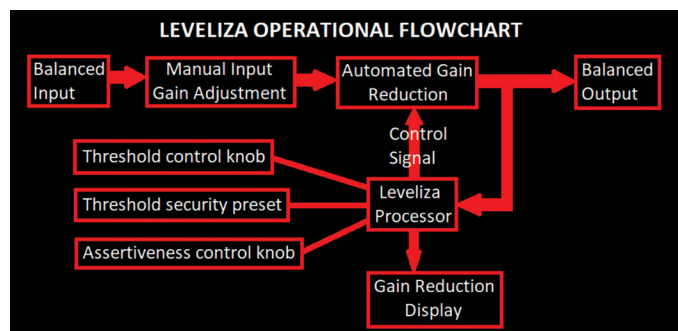 LEVELIZA OPERATIONAL FLOWCHART
Balanced
Input
Manual Input
Gain Adjustment
Automated Gain
Reduction
Balanced
Output
Control
Signal
Threshold control knob
Threshold security preset
Assertiveness control knob
Leveliza
Processor
Gain Reduction
Display